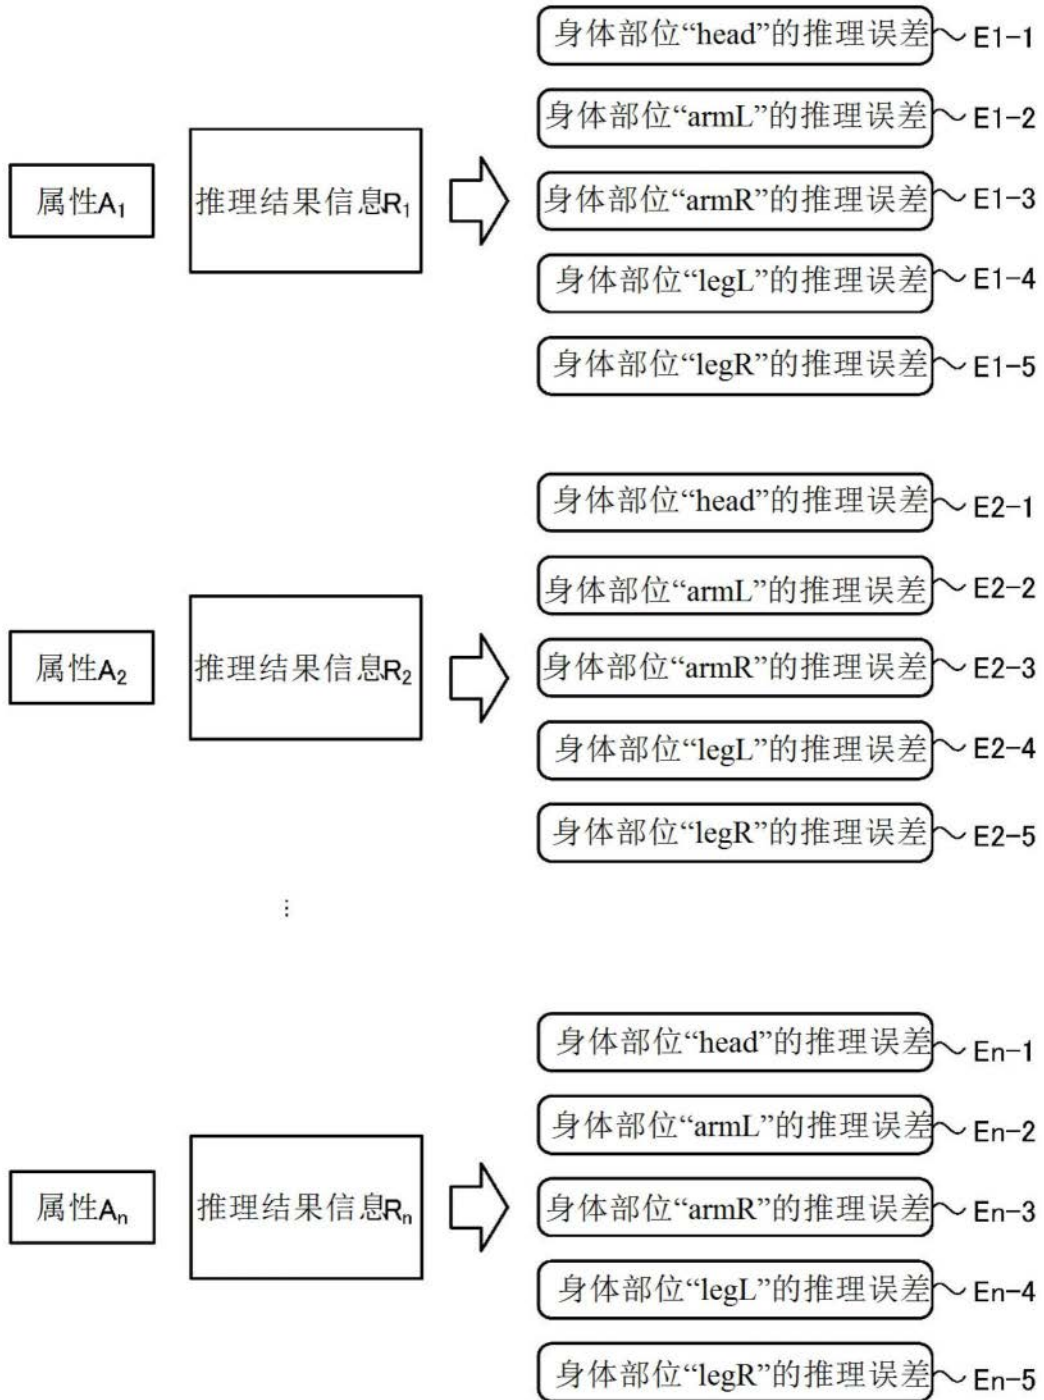 身体部位“head”的推理误差 E1-1
身体部位“armL”的推理误差 E1-2
属性A₁ 推理结果信息R₁ 身体部位“armR”的推理误差 E1-3
身体部位“legL”的推理误差 E1-4
身体部位“legR”的推理误差 E1-5
身体部位“head”的推理误差 E2-1
身体部位“armL”的推理误差 E2-2
属性A₂ 推理结果信息R₂ 身体部位“armR”的推理误差 E2-3
身体部位“legL”的推理误差 E2-4
身体部位“legR”的推理误差 E2-5
⋮
身体部位“head”的推理误差 En-1
身体部位“armL”的推理误差 En-2
属性Aₙ 推理结果信息Rₙ 身体部位“armR”的推理误差 En-3
身体部位“legL”的推理误差 En-4
身体部位“legR”的推理误差 En-5